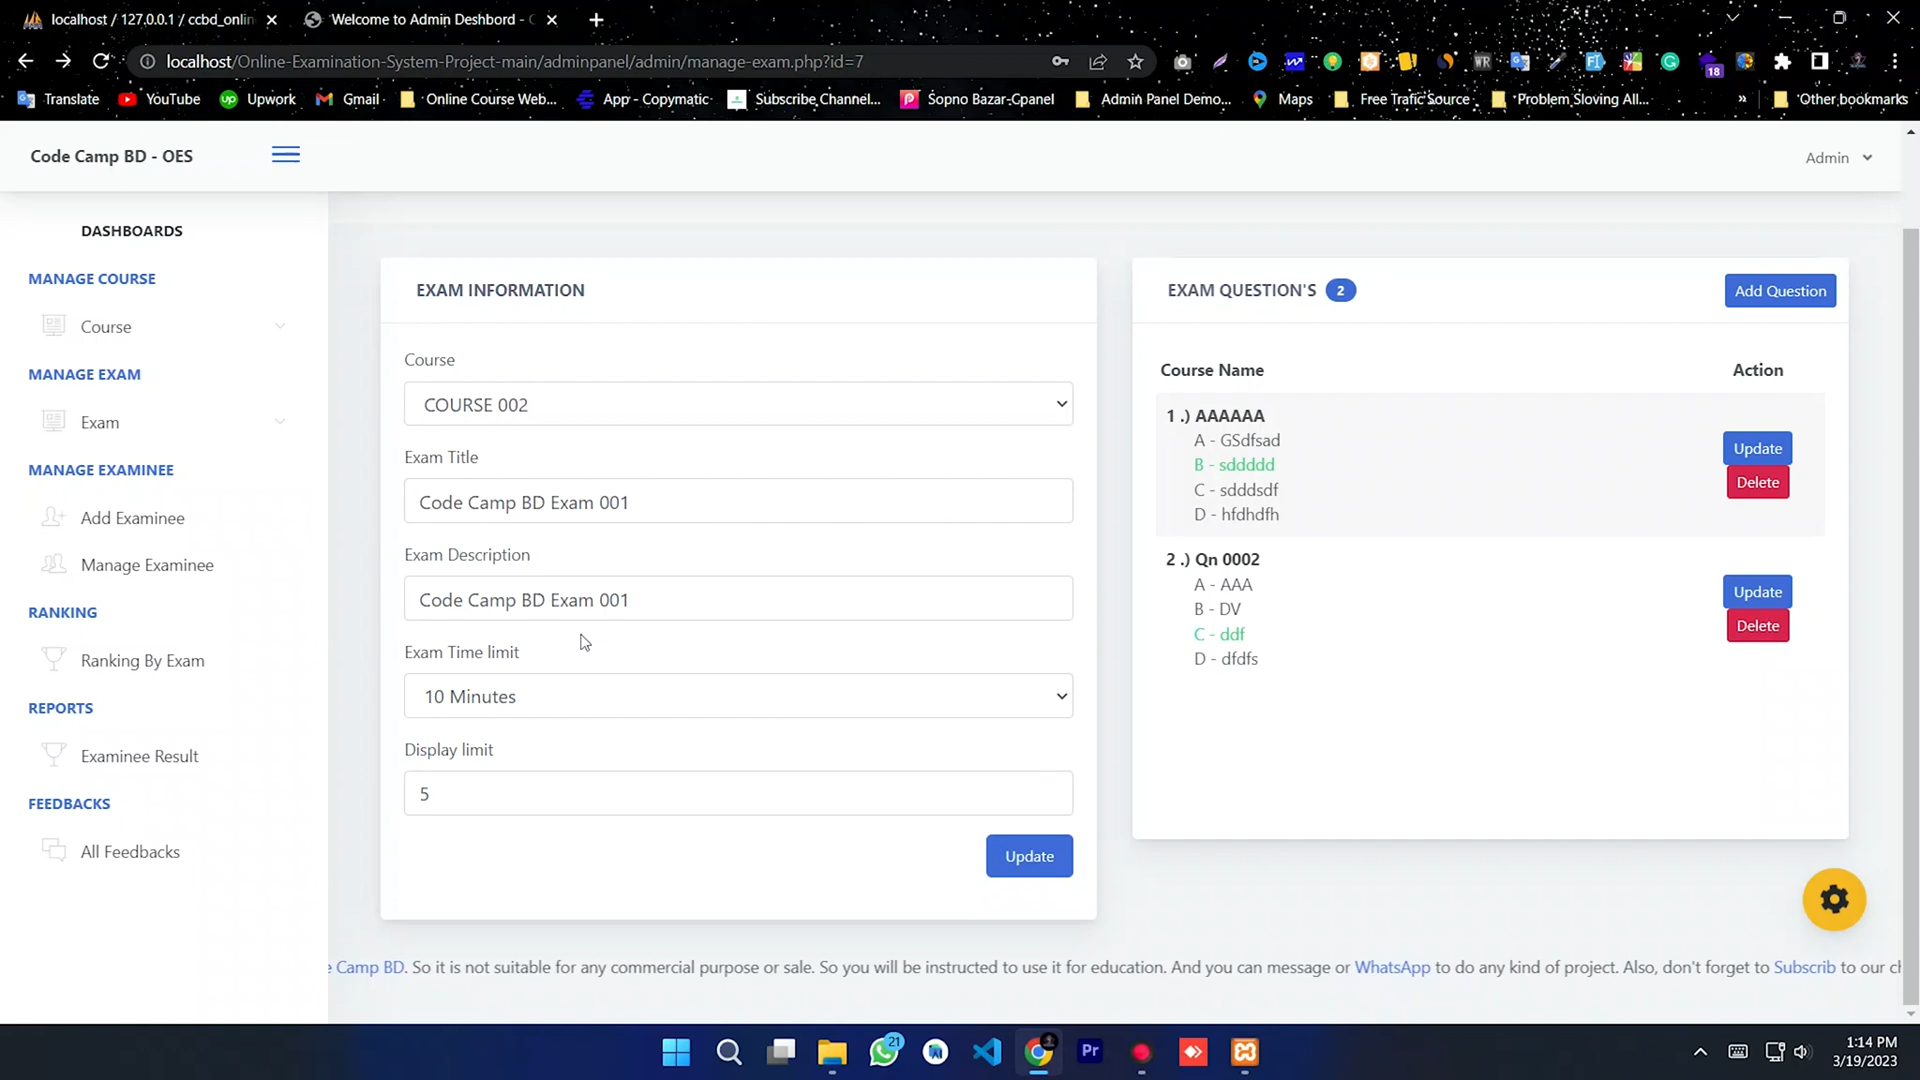 localhost / 127.0.0.1 / ccbd_onlin
Welcome to Admin Deshbord - C
localhost/Online-Examination-System-Project-main/adminpanel/admin/manage-exam.php?id=7
WR
18
Translate
YouTube
Upwork
Gmail
Online Course Web...
App - Copymatic
Subscribe Channel...
Sopno Bazar-Cpanel
Admin Panel Demo...
Maps
Free Trafic Source
Problem Sloving All...
Other bookmarks
Code Camp BD - OES
Admin
DASHBOARDS
MANAGE COURSE
Course
MANAGE EXAM
Exam
MANAGE EXAMINEE
Add Examinee
Manage Examinee
RANKING
Ranking By Exam
REPORTS
Examinee Result
FEEDBACKS
All Feedbacks
EXAM INFORMATION
Course
COURSE 002
Exam Title
Code Camp BD Exam 001
Exam Description
Code Camp BD Exam 001
Exam Time limit
10 Minutes
Display limit
5
Update
EXAM QUESTION'S 2
Add Question
Course Name Action
1 .) AAAAAA
A - GSdfsad
B - sddddd
C - sdddsdf
D - hfdhdfh
Update
Delete
2 .) Qn 0002
A - AAA
B - DV
C - ddf
D - dfdfs
Update
Delete
e Camp BD. So it is not suitable for any commercial purpose or sale. So you will be instructed to use it for education. And you can message or WhatsApp to do any kind of project. Also, don't forget to Subscrib to our ch
21
Pr
1:14 PM
3/19/2023